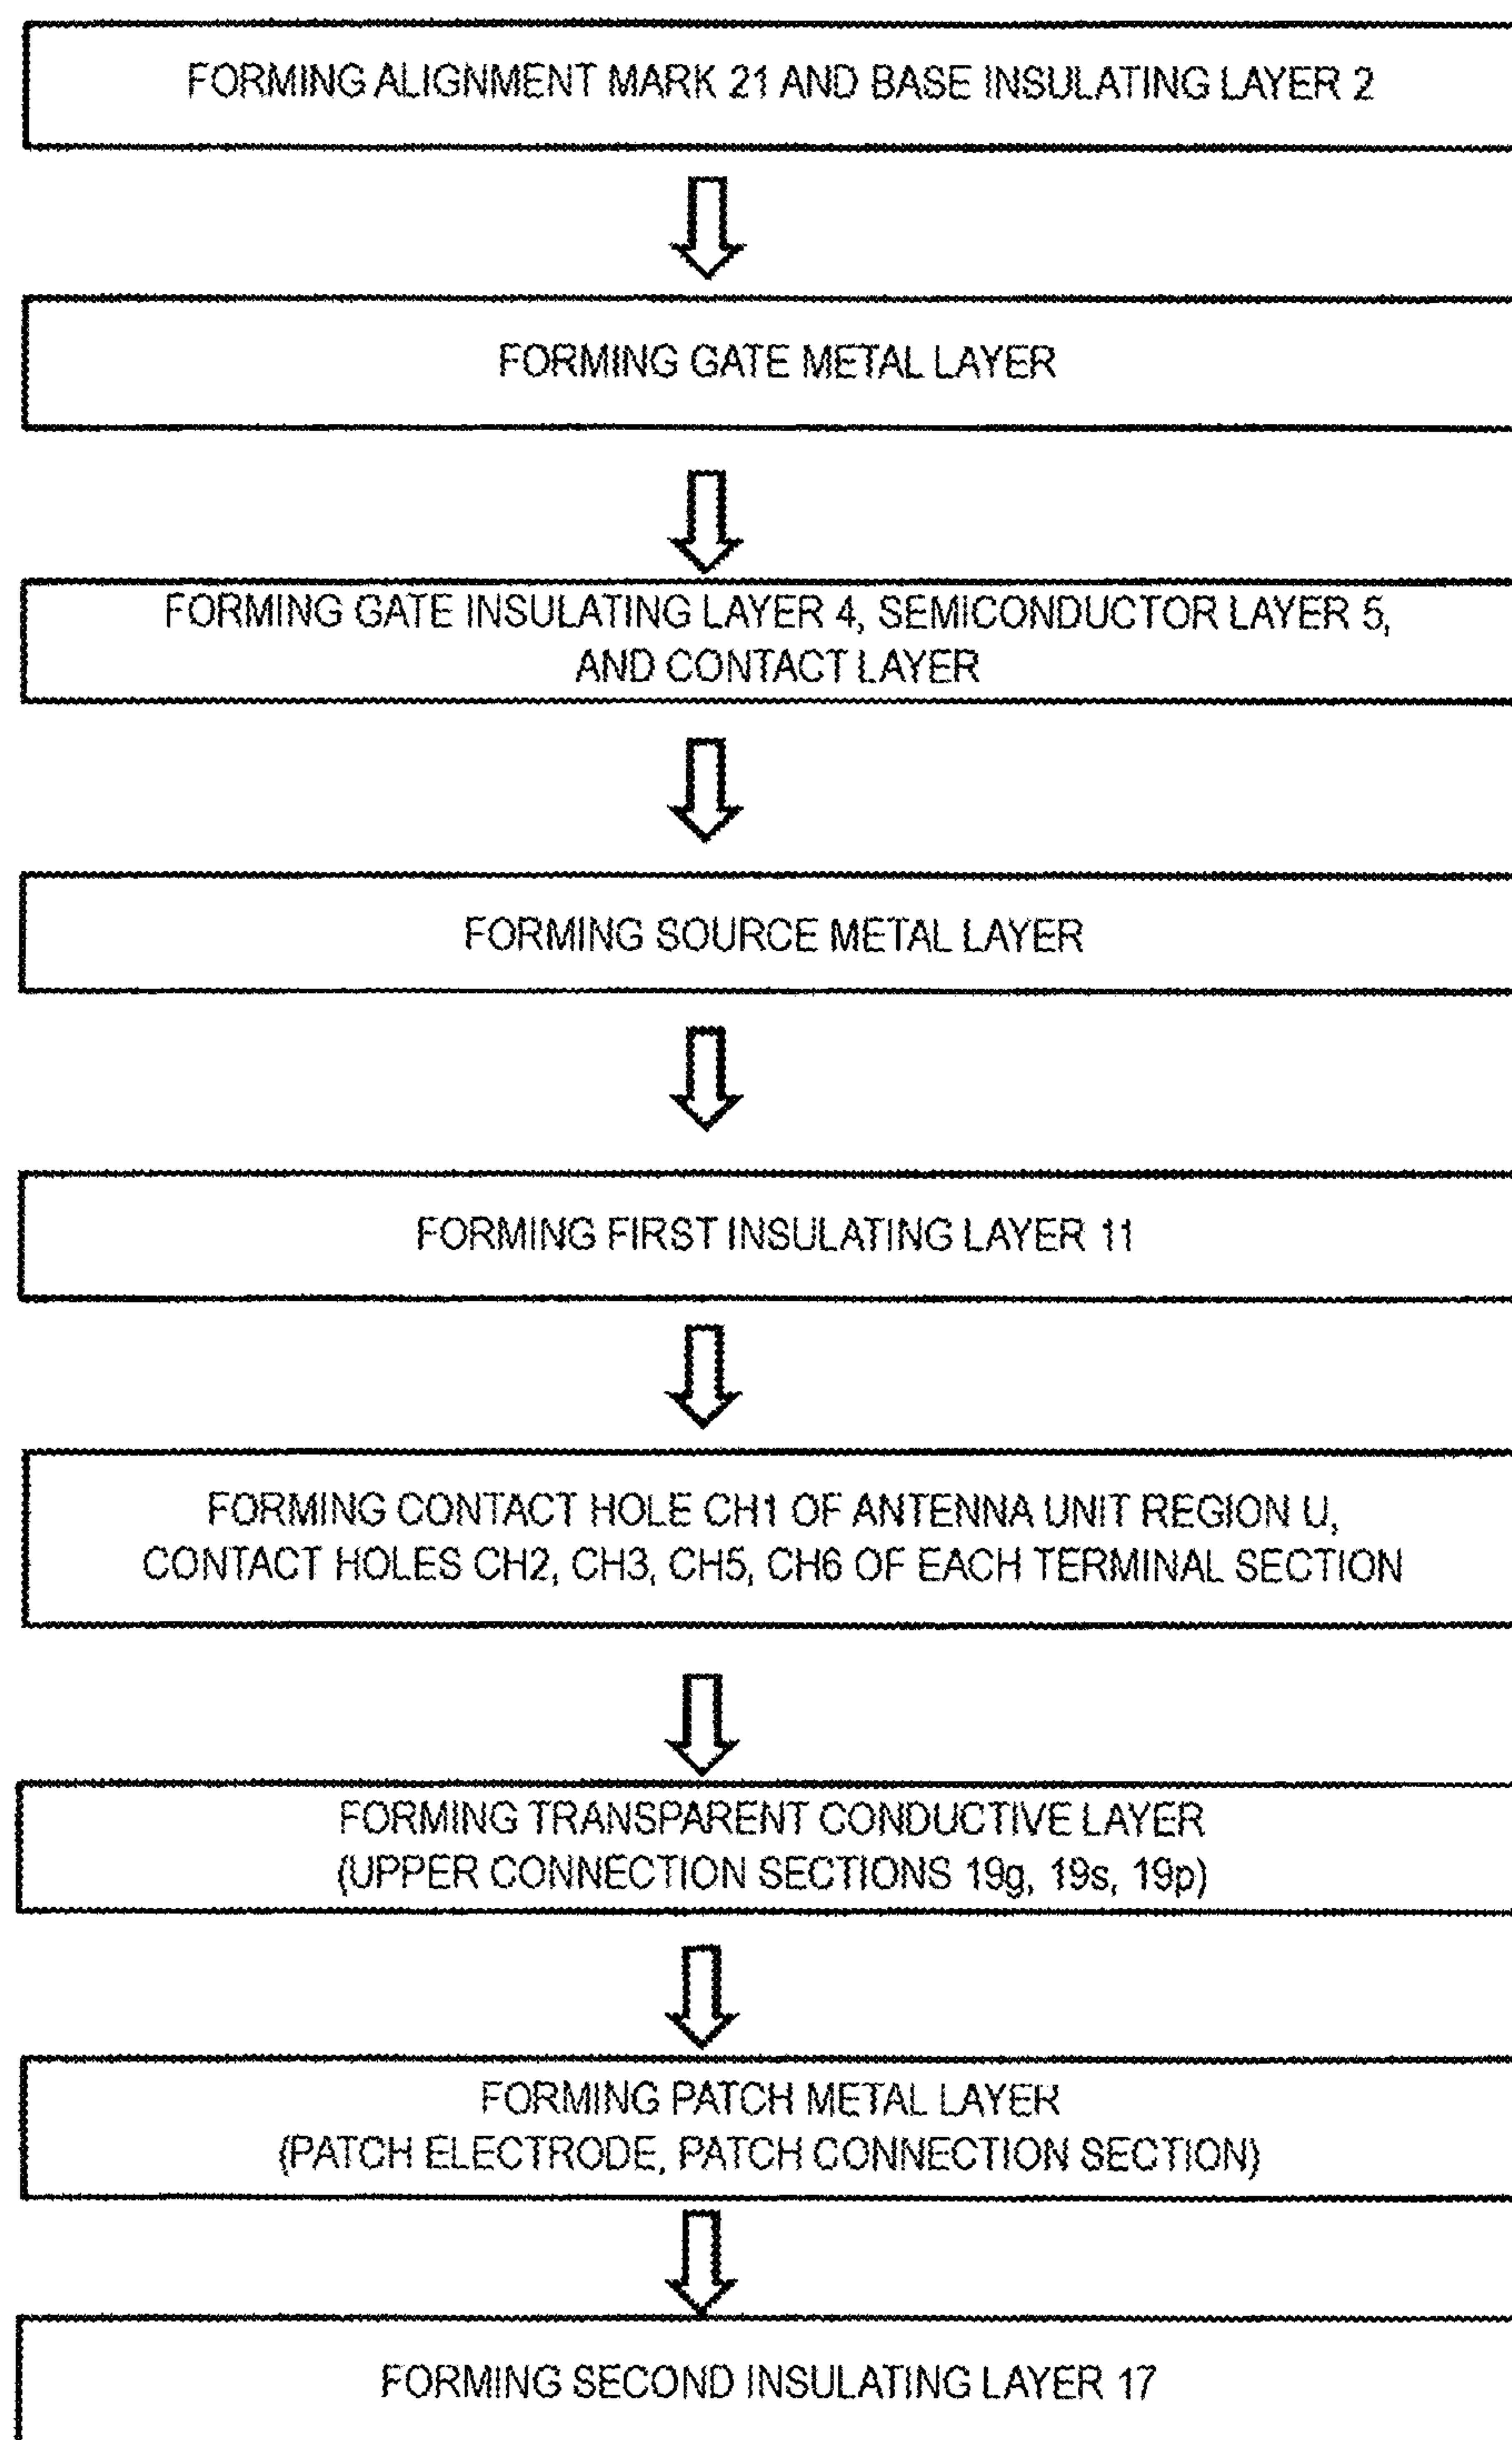 FORMING ALIGNMENT MARK 21 AND BASE INSULATING LAYER 2
FORMING GATE METAL LAYER
FORMING GATE INSULATING LAYER 4, SEMICONDUCTOR LAYER 5,
AND CONTACT LAYER
FORMING SOURCE METAL LAYER
FORMING FIRST INSULATING LAYER 11
FORMING CONTACT HOLE CH1 OF ANTENNA UNIT REGION U,
CONTACT HOLES CH2, CH3, CH5, CH6 OF EACH TERMINAL SECTION
FORMING TRANSPARENT CONDUCTIVE LAYER
(UPPER CONNECTION SECTIONS 19g, 19s, 19p)
FORMING PATCH METAL LAYER
(PATCH ELECTRODE, PATCH CONNECTION SECTION)
FORMING SECOND INSULATING LAYER 17